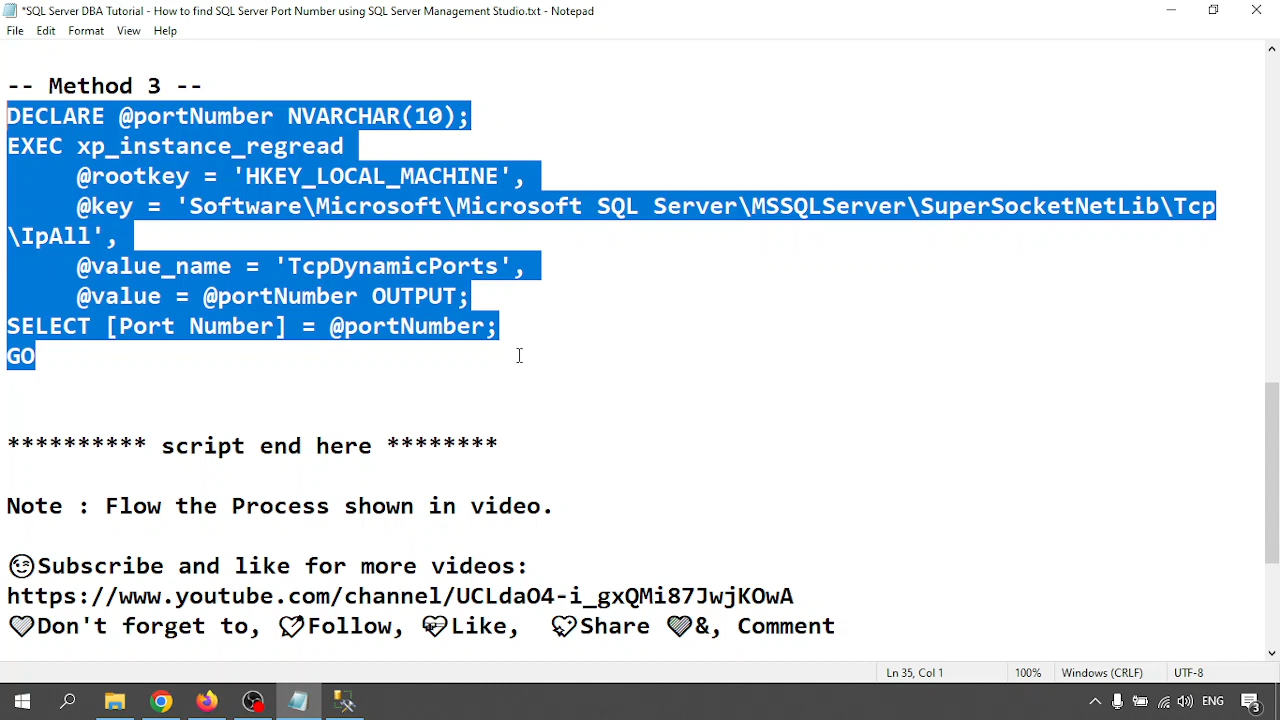 *SQL Server DBA Tutorial - How to find SQL Server Port Number using SQL Server Management Studio.txt - Notepad
File Edit Format View Help
-- Method 3 --
DECLARE @portNumber NVARCHAR(10);
EXEC xp_instance_regread
@rootkey = 'HKEY_LOCAL_MACHINE',
@key = 'Software\Microsoft\Microsoft SQL Server\MSSQLServer\SuperSocketNetLib\Tcp
\IpAll',
@value_name = 'TcpDynamicPorts',
@value = @portNumber OUTPUT;
SELECT [Port Number] = @portNumber;
GO
********** script end here ********
Note : Flow the Process shown in video.
😉Subscribe and like for more videos:
https://www.youtube.com/channel/UCLdaO4-i_gxQMi87JwjKOwA
💗Don't forget to, 💘Follow, 💝Like, 💖Share 💗&, Comment
Ln 35, Col 1 100% Windows (CRLF) UTF-8
ENG 3